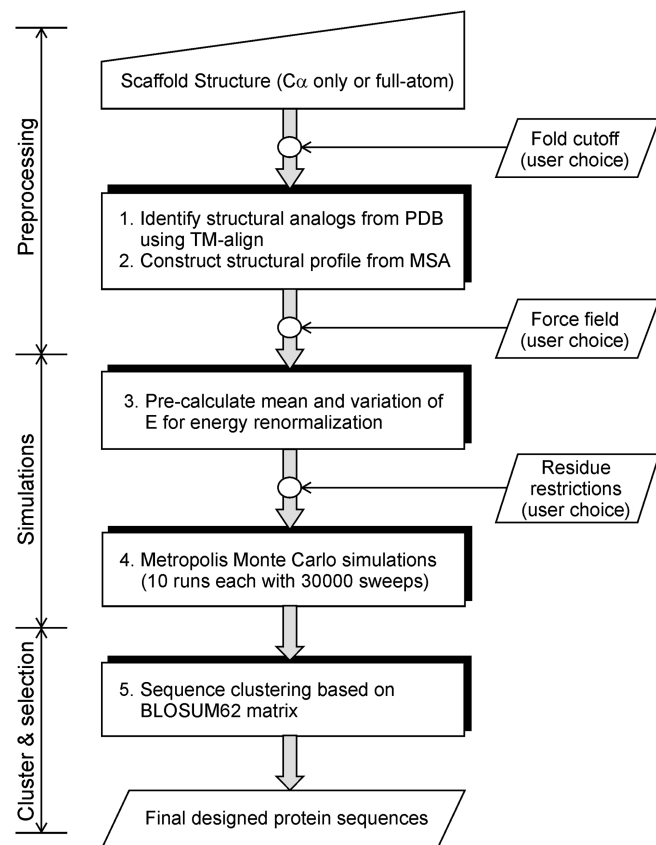 Preprocessing
Scaffold Structure (Cα only or full-atom)
Fold cutoff
(user choice)
1. Identify structural analogs from PDB
using TM-align
2. Construct structural profile from MSA
Force field
(user choice)
Simulations
3. Pre-calculate mean and variation of
E for energy renormalization
Residue
restrictions
(user choice)
4. Metropolis Monte Carlo simulations
(10 runs each with 30000 sweeps)
Cluster & selection
5. Sequence clustering based on
BLOSUM62 matrix
Final designed protein sequences